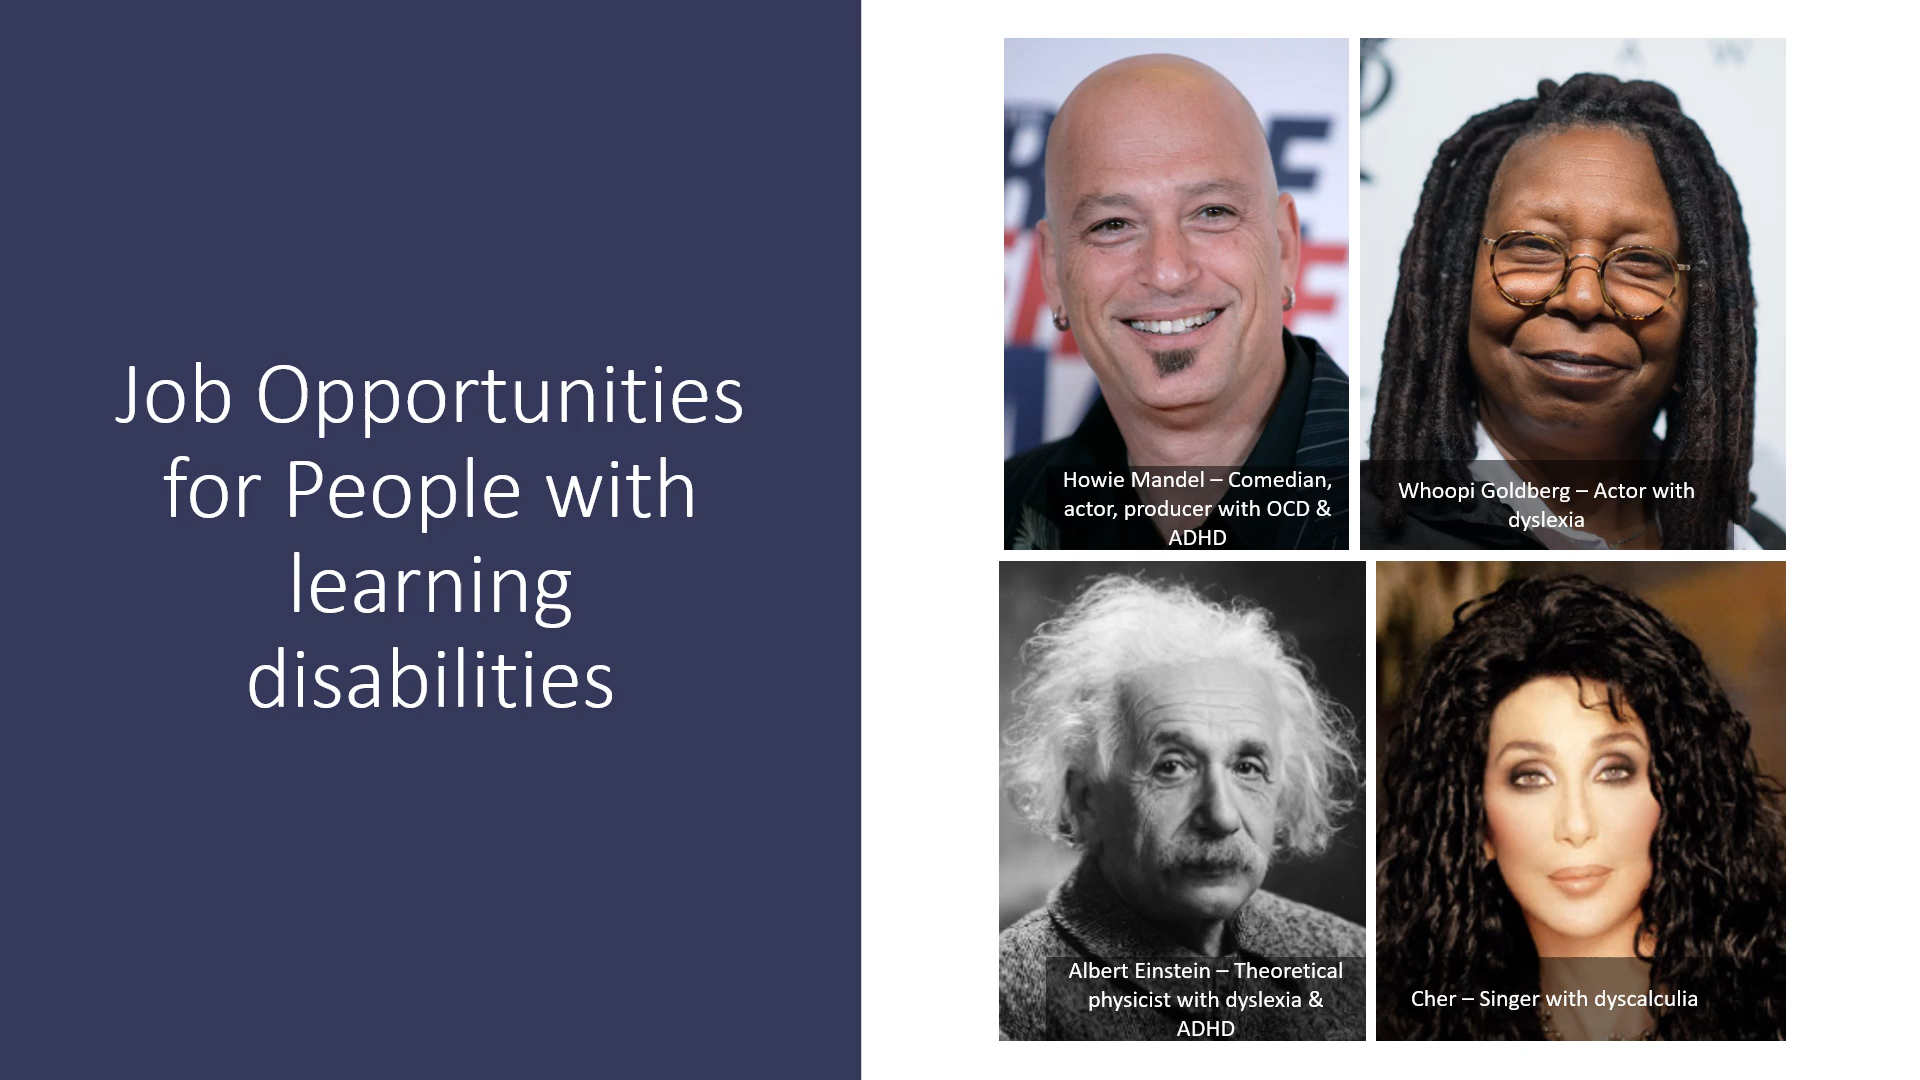 Job Opportunities
for People with
learning
disabilities
Howie Mandel – Comedian,
actor, producer with OCD &
ADHD
Whoopi Goldberg – Actor with
dyslexia
Albert Einstein – Theoretical
physicist with dyslexia &
ADHD
Cher – Singer with dyscalculia